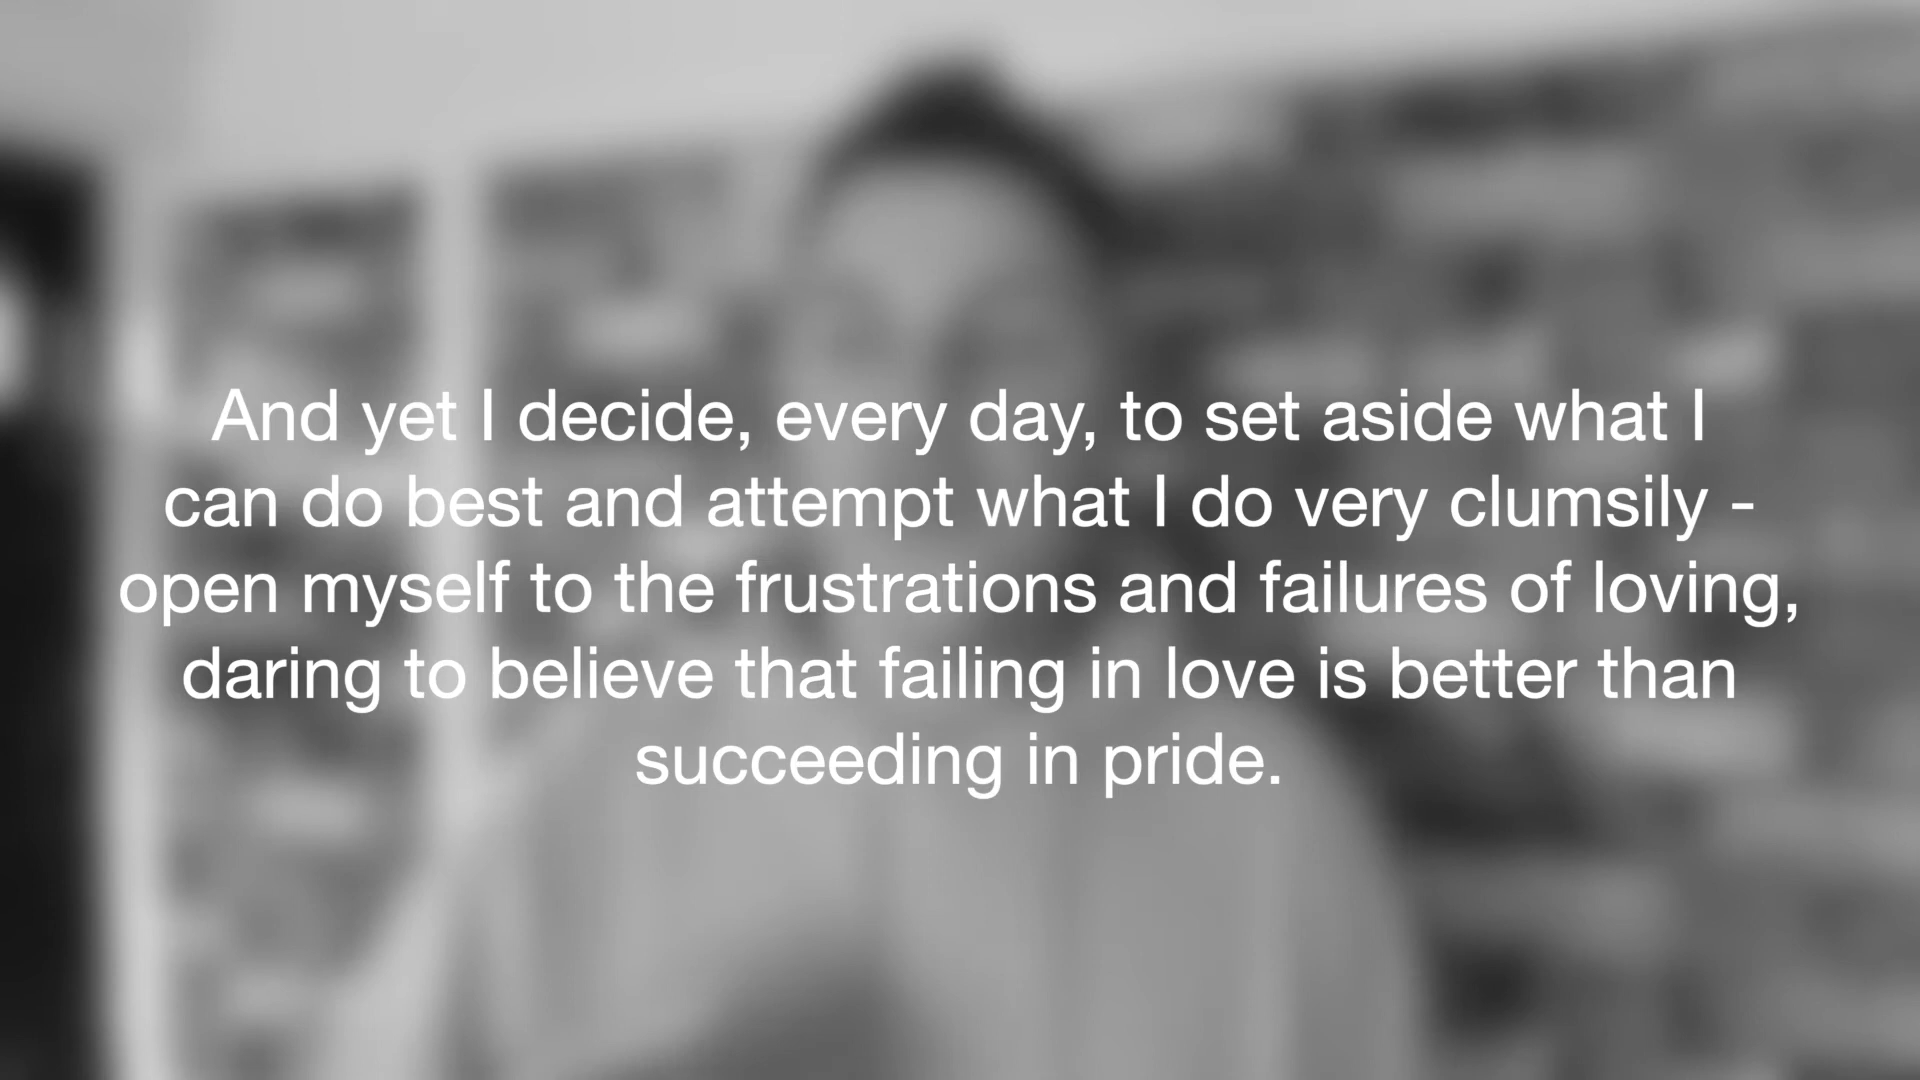 And yet I decide, every day, to set aside what I
can do best and attempt what I do very clumsily -
open myself to the frustrations and failures of loving,
daring to believe that failing in love is better than
succeeding in pride.